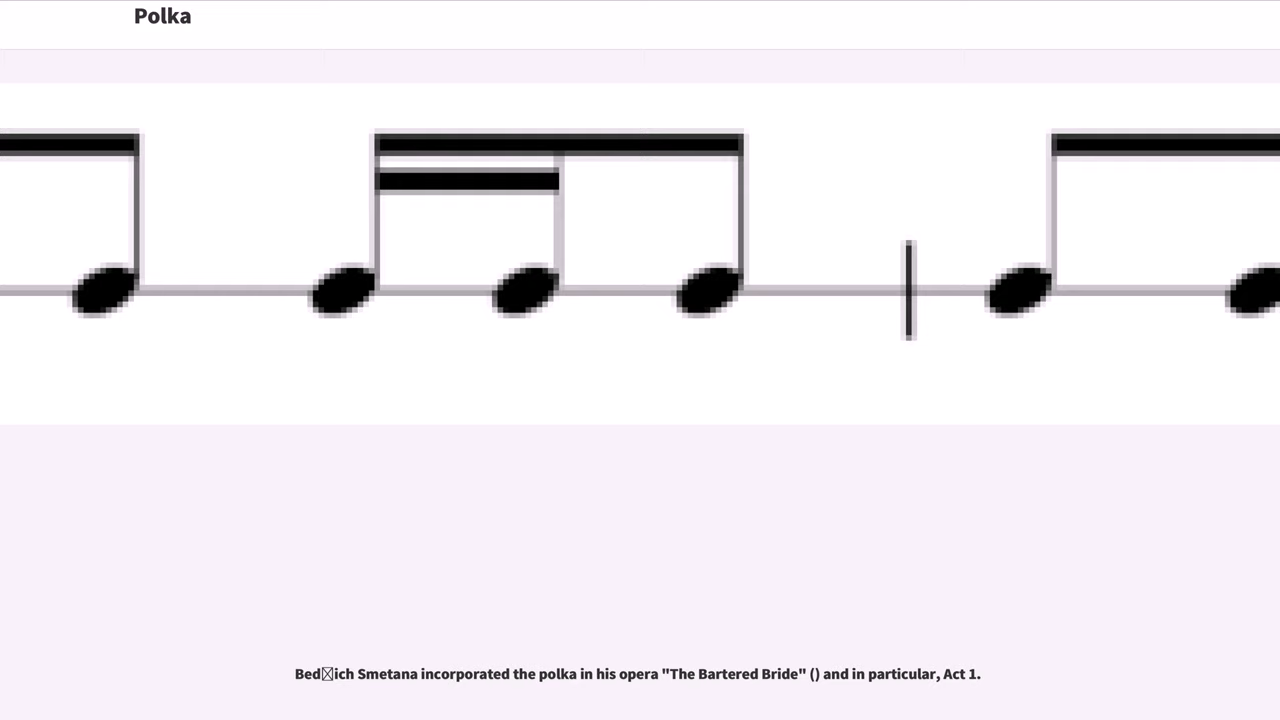 Polka
Bed□ich Smetana incorporated the polka in his opera "The Bartered Bride" () and in particular, Act 1.